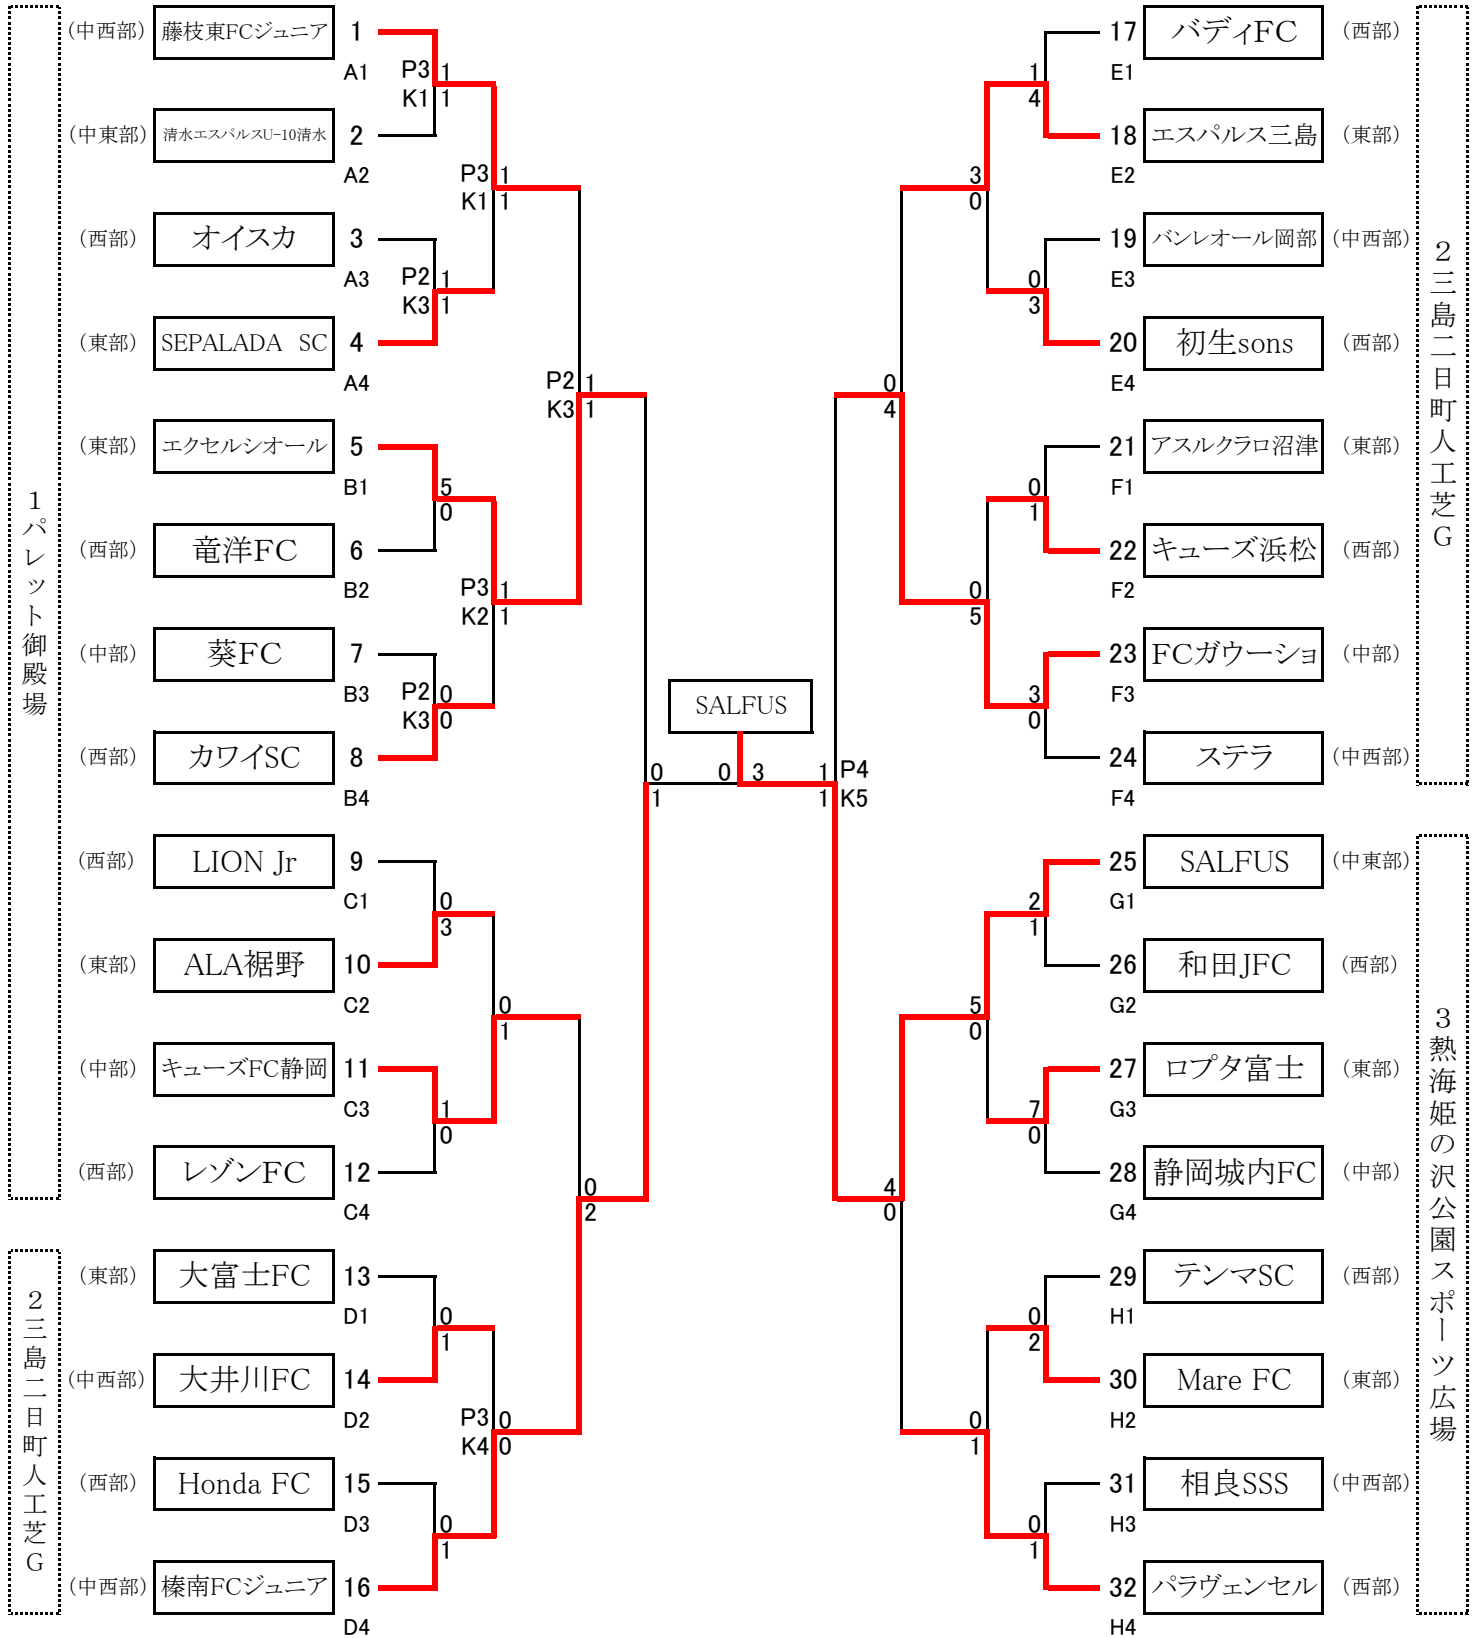 1パレット御殿場
(中西部) 藤枝東FCジュニア 1
A1
P3 1
K1 1
(中東部) 清水エスパルスU-10清水 2
A2
P3 1
K1 1
(西部) オイスカ 3
A3
P2 1
K3 1
(東部) SEPALADA SC 4
A4
P2 1
K3 1
(東部) エクセルシオール 5
B1
5
0
(西部) 竜洋FC 6
B2
P3 1
K2 1
(中部) 葵FC 7
B3
P2 0
K3 0
(西部) カワイSC 8
B4
0
1
(西部) LION Jr 9
C1
0
3
(東部) ALA裾野 10
C2
0
1
(中部) キューズFC静岡 11
C3
1
0
(西部) レゾンFC 12
C4
0
2
2三島二日町人工芝G
(東部) 大富士FC 13
D1
0
1
(中西部) 大井川FC 14
D2
P3 0
K4 0
(西部) Honda FC 15
D3
0
1
(中西部) 榛南FCジュニア 16
D4
SALFUS
0 3
17 バディFC (西部)
E1
1
4
18 エスパルス三島 (東部)
E2
3
0
19 バンレオール岡部 (中西部)
E3
0
3
20 初生sons (西部)
E4
0
4
21 アスルクラロ沼津 (東部)
F1
0
1
22 キューズ浜松 (西部)
F2
0
5
23 FCガウーショ (中部)
F3
3
0
24 ステラ (中西部)
F4
1 P4
1 K5
2三島二日町人工芝G
25 SALFUS (中東部)
G1
2
1
26 和田JFC (西部)
G2
5
0
27 ロプタ富士 (東部)
G3
7
0
28 静岡城内FC (中部)
G4
4
0
29 テンマSC (西部)
H1
0
2
30 Mare FC (東部)
H2
0
1
31 相良SSS (中西部)
H3
0
1
32 パラヴェンセル (西部)
H4
3熱海姫の沢公園スポーツ広場